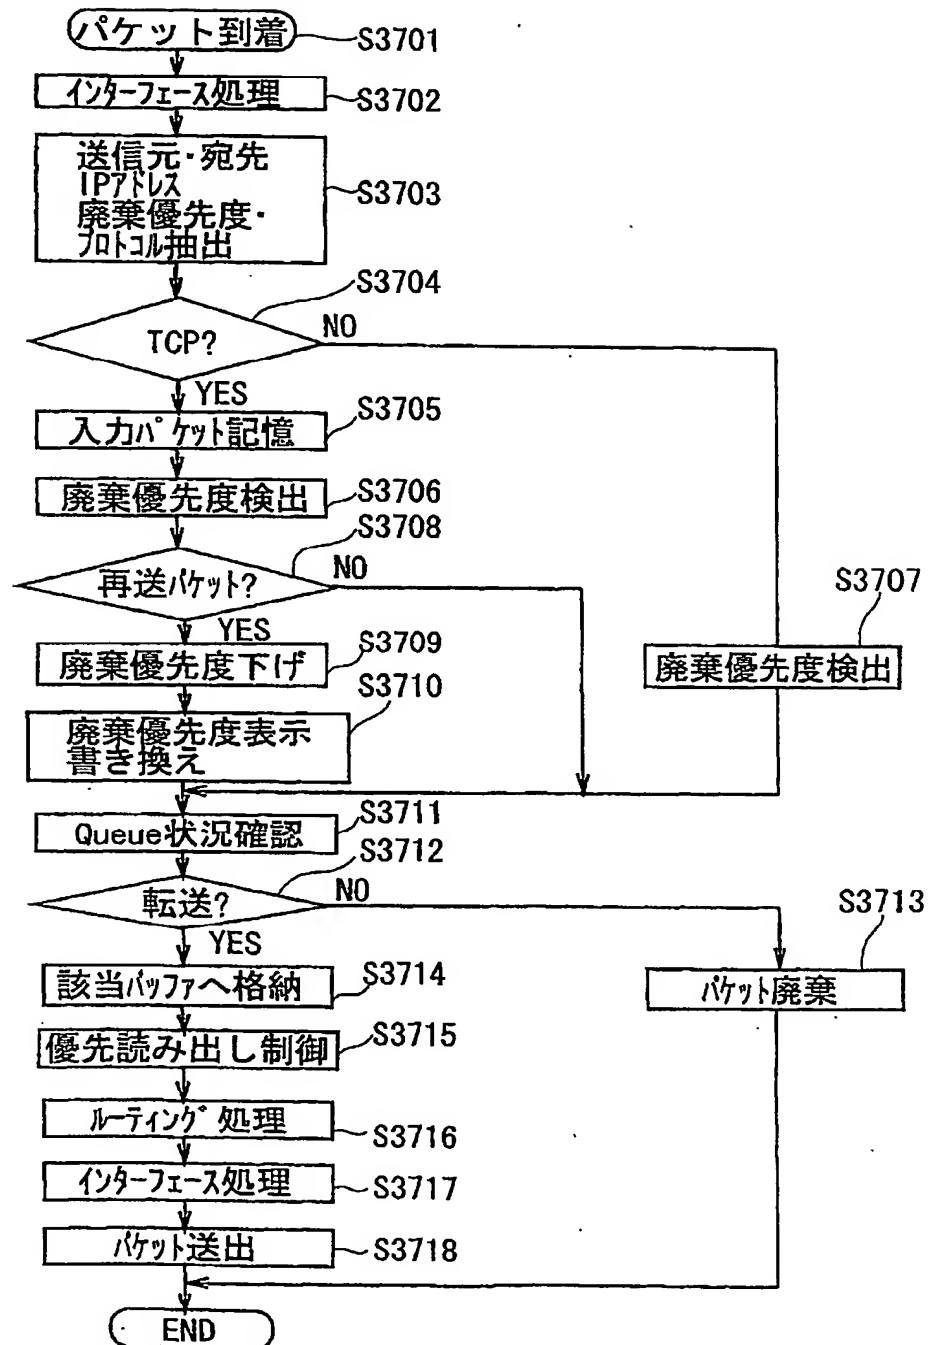 パケット到着
S3701
インターフェース処理
S3702
送信元・宛先
IPアドレス
廃棄優先度・
プロトコル抽出
S3703
S3704
TCP?
NO
YES
S3705
入力パケット記憶
S3706
廃棄優先度検出
S3708
再送パケット?
NO
S3707
YES
S3709
廃棄優先度下げ
廃棄優先度検出
S3710
廃棄優先度表示
書き換え
S3711
Queue状況確認
S3712
転送?
NO
S3713
YES
該当バッファへ格納
S3714
パケット廃棄
優先読み出し制御
S3715
ルーティング処理
S3716
インターフェース処理
S3717
パケット送出
S3718
END